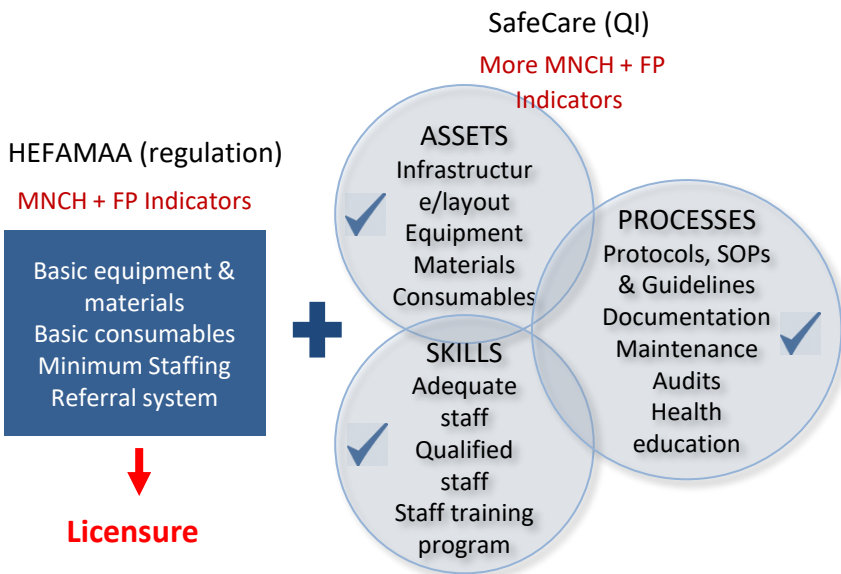 HEFAMAA (regulation)
MNCH + FP Indicators
Basic equipment &
materials
Basic consumables
Minimum Staffing
Referral system
Licensure
SafeCare (QI)
More MNCH + FP
Indicators
ASSETS
Infrastructur
e/layout
Equipment
Materials
Consumables
SKILLS
Adequate
staff
Qualified
staff
Staff training
program
PROCESSES
Protocols, SOPs
& Guidelines
Documentation
Maintenance
Audits
Health
education